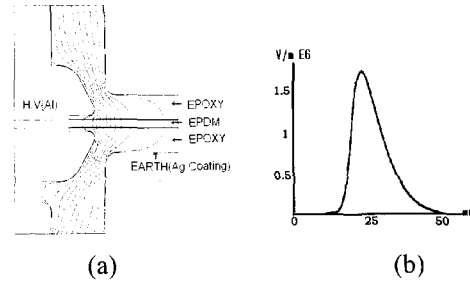 H.V(Al)
EPOXY
EPDM
EPOXY
EARTH(Ag Coating)
(a)
V/m E6
1.5
1
0.5
0
25
50
(b)